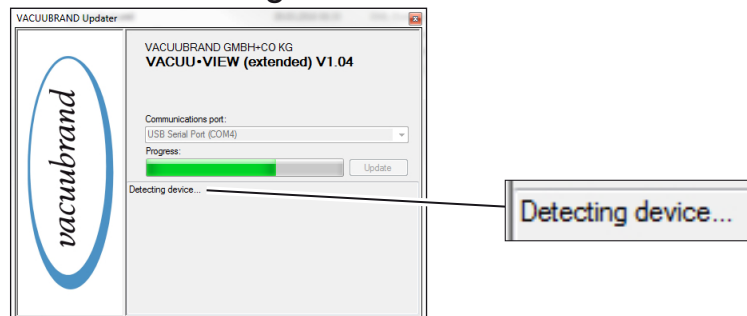 VACUUBRAND Updater
vacuubrand
VACUUBRAND GMBH+CO KG
VACUU•VIEW (extended) V1.04
Communications port:
USB Serial Port (COM4)
Progress:
Update
Detecting device...
Detecting device...